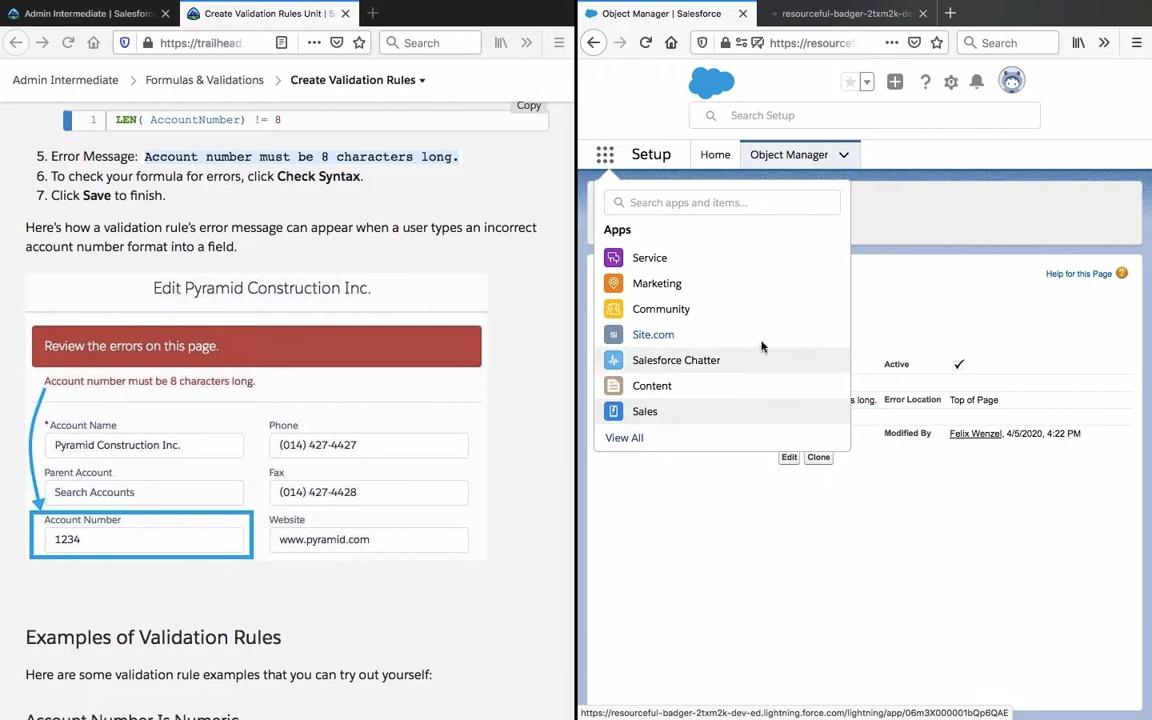 Admin Intermediate | Salesforc
Create Validation Rules Unit | S
https://trailhead.
Search
Admin Intermediate
Formulas & Validations
Create Validation Rules
Copy
1 LEN( AccountNumber) != 8
5. Error Message: Account number must be 8 characters long.
6. To check your formula for errors, click Check Syntax.
7. Click Save to finish.
Here's how a validation rule's error message can appear when a user types an incorrect
account number format into a field.
Edit Pyramid Construction Inc.
Review the errors on this page.
Account number must be 8 characters long.
*Account Name
Phone
Pyramid Construction Inc.
(014) 427-4427
Parent Account
Fax
Search Accounts
(014) 427-4428
Account Number
Website
1234
www.pyramid.com
Examples of Validation Rules
Here are some validation rule examples that you can try out yourself:
Account Number Is Numeric
Object Manager | Salesforce
resourceful-badger-2txm2k-de
https://resourcef
Search
Search Setup
Setup
Home
Object Manager
Search apps and items...
Apps
Service
Marketing
Community
Site.com
Salesforce Chatter
Content
Sales
View All
Help for this Page
Active
s long.
Error Location
Top of Page
Modified By
Felix Wenzel, 4/5/2020, 4:22 PM
Edit
Clone
https://resourceful-badger-2txm2k-dev-ed.lightning.force.com/lightning/app/06m3X000001bQp6QAE